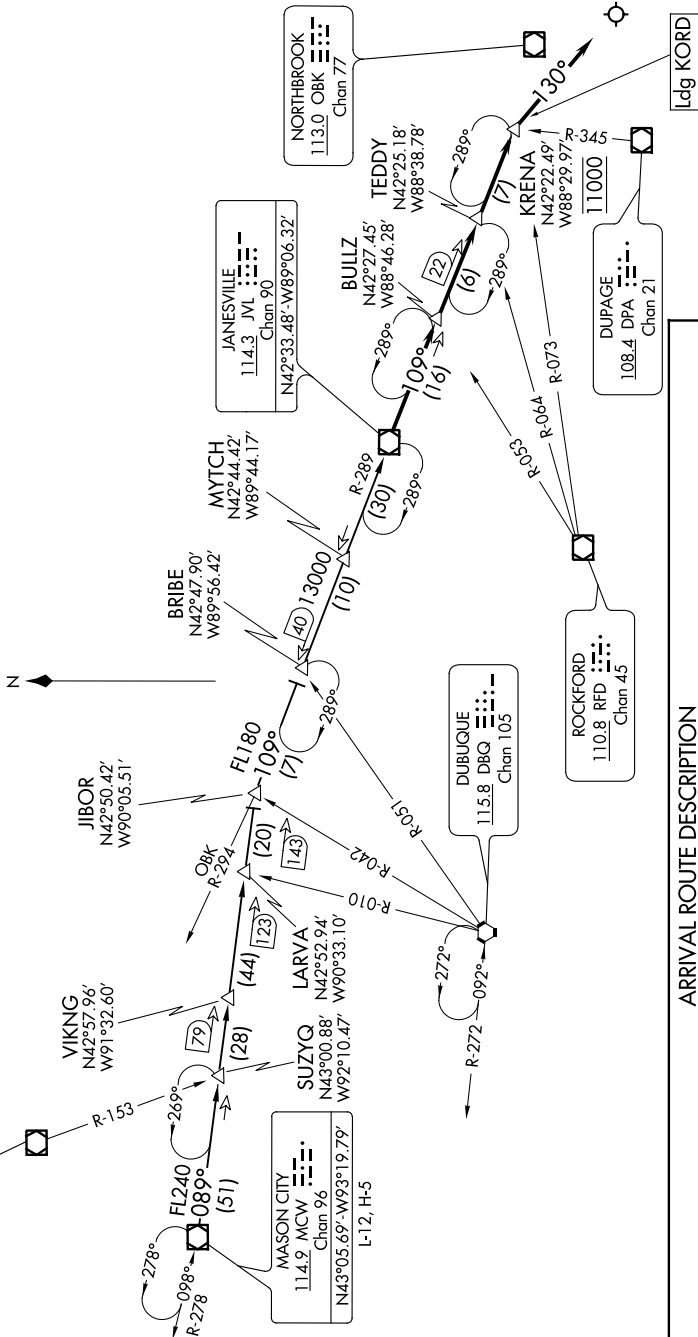 N
NORTHBROOK
113.0 OBK
Chan 77
JANESVILLE
114.3 JVL
Chan 90
N42°33.48'-W89°06.32'
TEDDY
N42°25.18'
W88°38.78'
BULLZ
N42°27.45'
W88°46.28'
MYTCH
N42°44.42'
W89°44.17'
BRIBE
N42°47.90'
W89°56.42'
JIBOR
N42°50.42'
W90°05.51'
VIKNG
N42°57.96'
W91°32.60'
R-153
FL240
089°
(51)
278°
098°
R-278
269°
79
(28)
(44)
123
OBK
R-294
(20)
143
FL180
109°
(7)
289°
40
13000
(10)
R-289
(30)
289°
289°
109°
(16)
22
(6)
289°
289°
(7)
130°
Ldg KORD
R-345
KRENA
N42°22.49'
W88°29.97'
11000
DUPAGE
108.4 DPA
Chan 21
R-073
R-064
R-053
ROCKFORD
110.8 RFD
Chan 45
DUBUQUE
115.8 DBQ
Chan 105
R-051
R-042
R-010
272°
092°
R-272
LARVA
N42°52.94'
W90°33.10'
SUZYQ
N43°00.88'
W92°10.47'
MASON CITY
114.9 MCW
Chan 96
N43°05.69'-W93°19.79'
L-12, H-5
ARRIVAL ROUTE DESCRIPTION